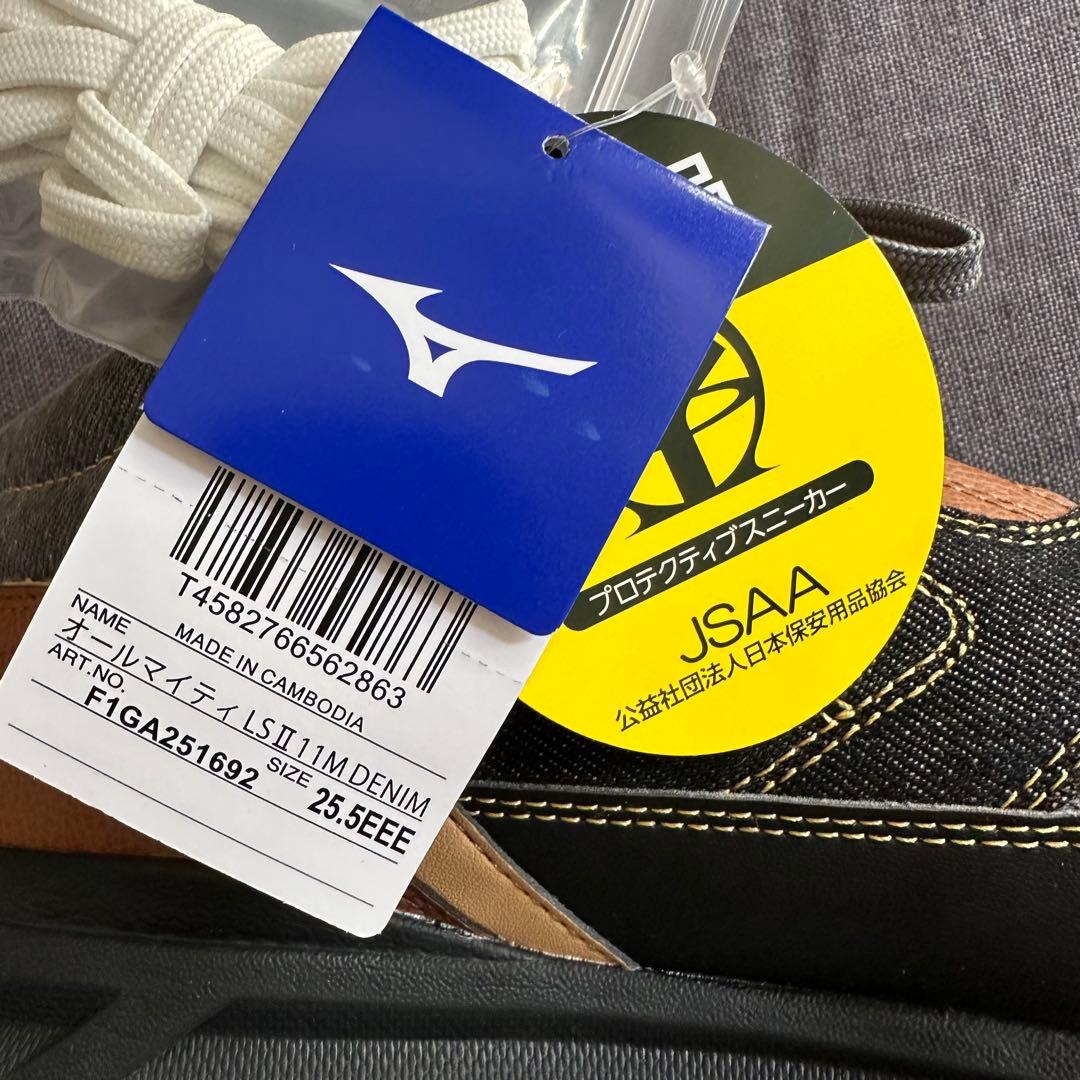 T4582766562863
MADE IN CAMBODIA
NAME
オールマイティ LSⅡ 11M DENIM
ART.NO.
F1GA251692
SIZE
25.5EEE
プロテクティブスニーカー
JSAA
公益社団法人日本保安用品協会